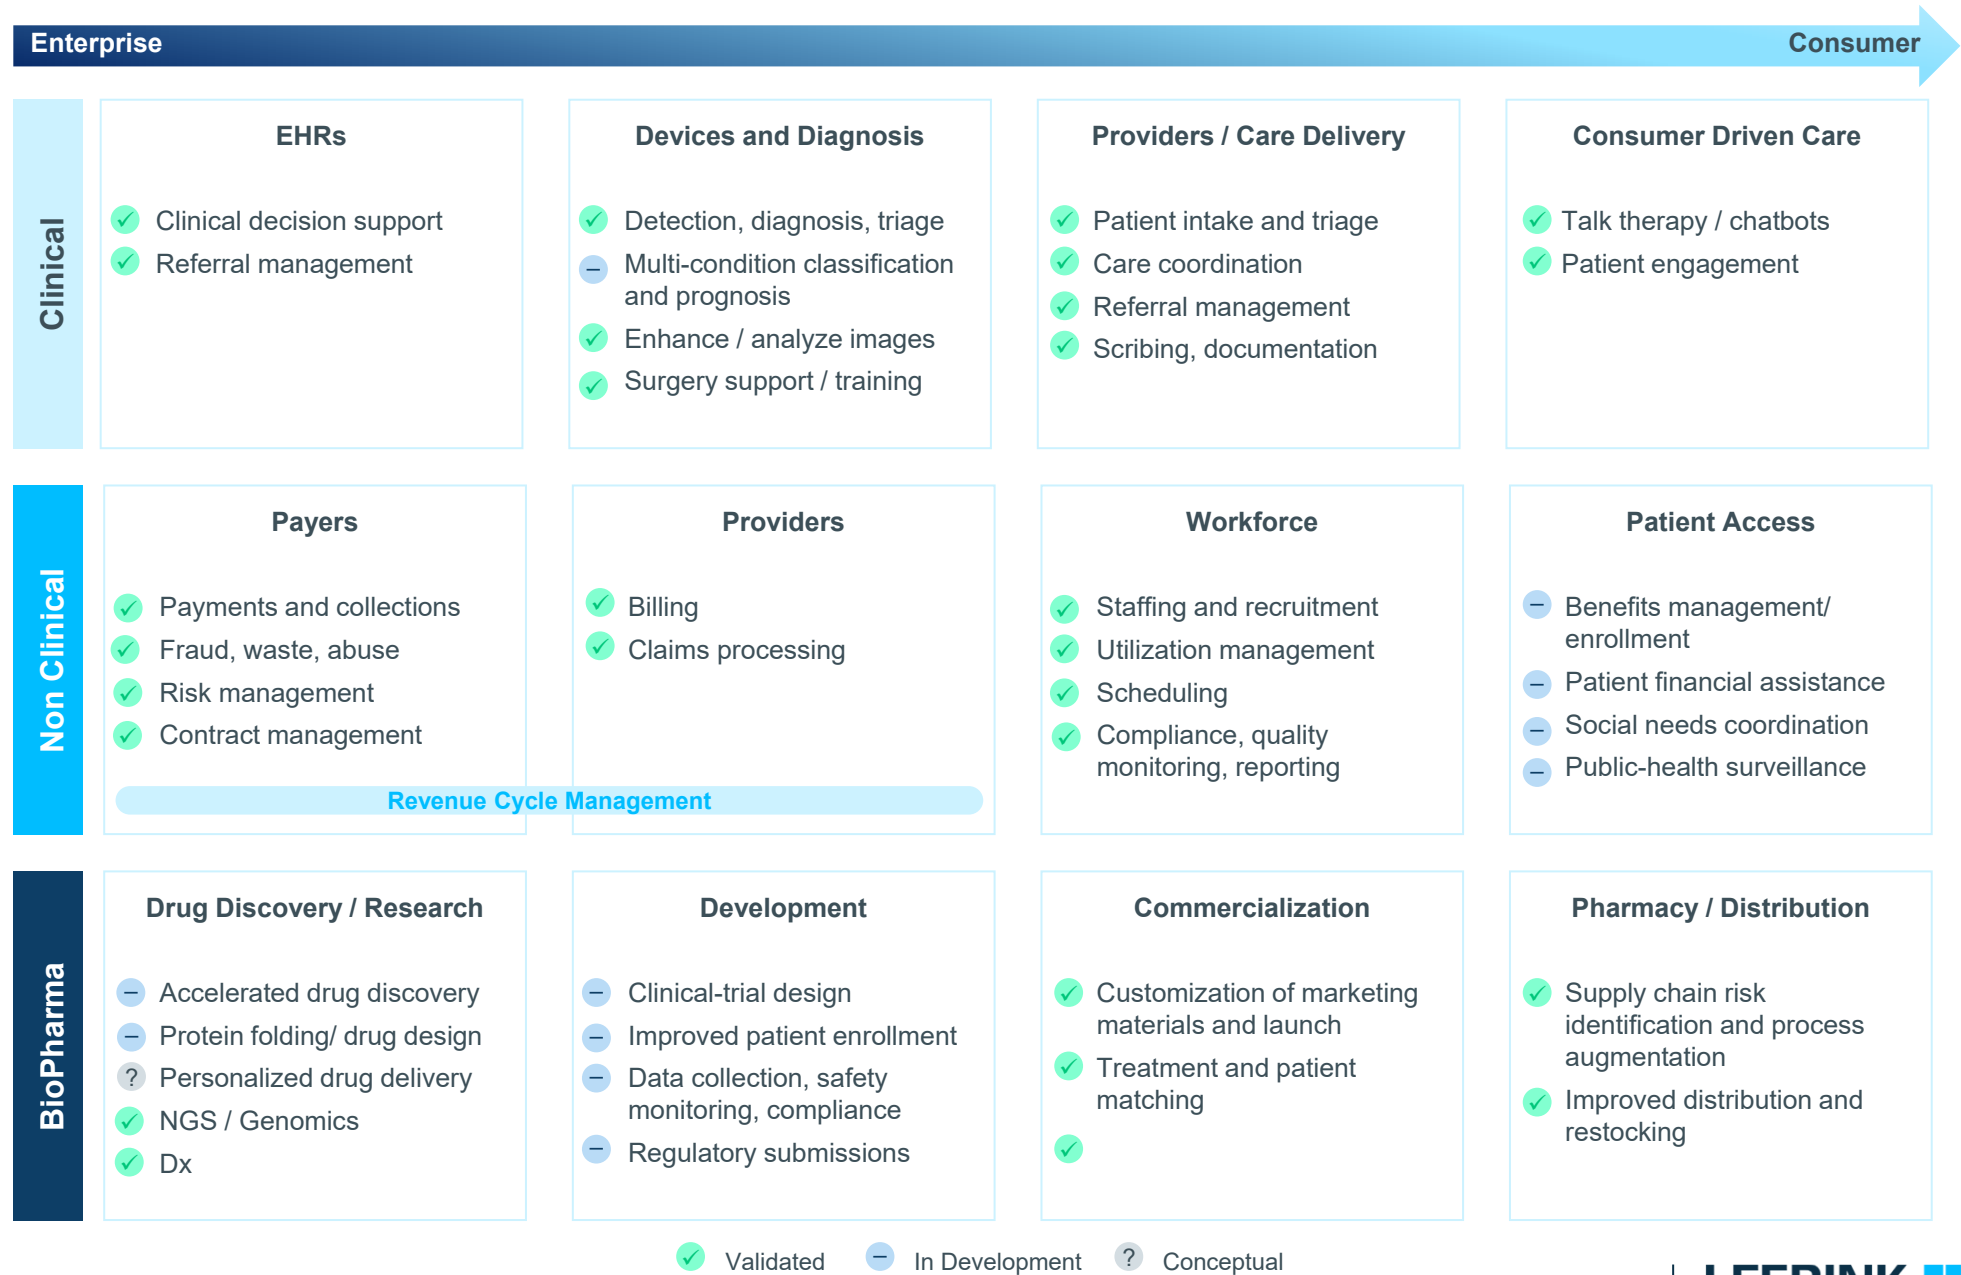 Enterprise
Consumer
Clinical
EHRs
Clinical decision support
Referral management
Devices and Diagnosis
Detection, diagnosis, triage
Multi-condition classification
and prognosis
Enhance / analyze images
Surgery support / training
Providers / Care Delivery
Patient intake and triage
Care coordination
Referral management
Scribing, documentation
Consumer Driven Care
Talk therapy / chatbots
Patient engagement
Non Clinical
Payers
Payments and collections
Fraud, waste, abuse
Risk management
Contract management
Providers
Billing
Claims processing
Revenue Cycle Management
Workforce
Staffing and recruitment
Utilization management
Scheduling
Compliance, quality
monitoring, reporting
Patient Access
Benefits management/
enrollment
Patient financial assistance
Social needs coordination
Public-health surveillance
BioPharma
Drug Discovery / Research
Accelerated drug discovery
Protein folding/ drug design
? Personalized drug delivery
NGS / Genomics
Dx
Development
Clinical-trial design
Improved patient enrollment
Data collection, safety
monitoring, compliance
Regulatory submissions
Commercialization
Customization of marketing
materials and launch
Treatment and patient
matching
Pharmacy / Distribution
Supply chain risk
identification and process
augmentation
Improved distribution and
restocking
Validated
In Development
? Conceptual